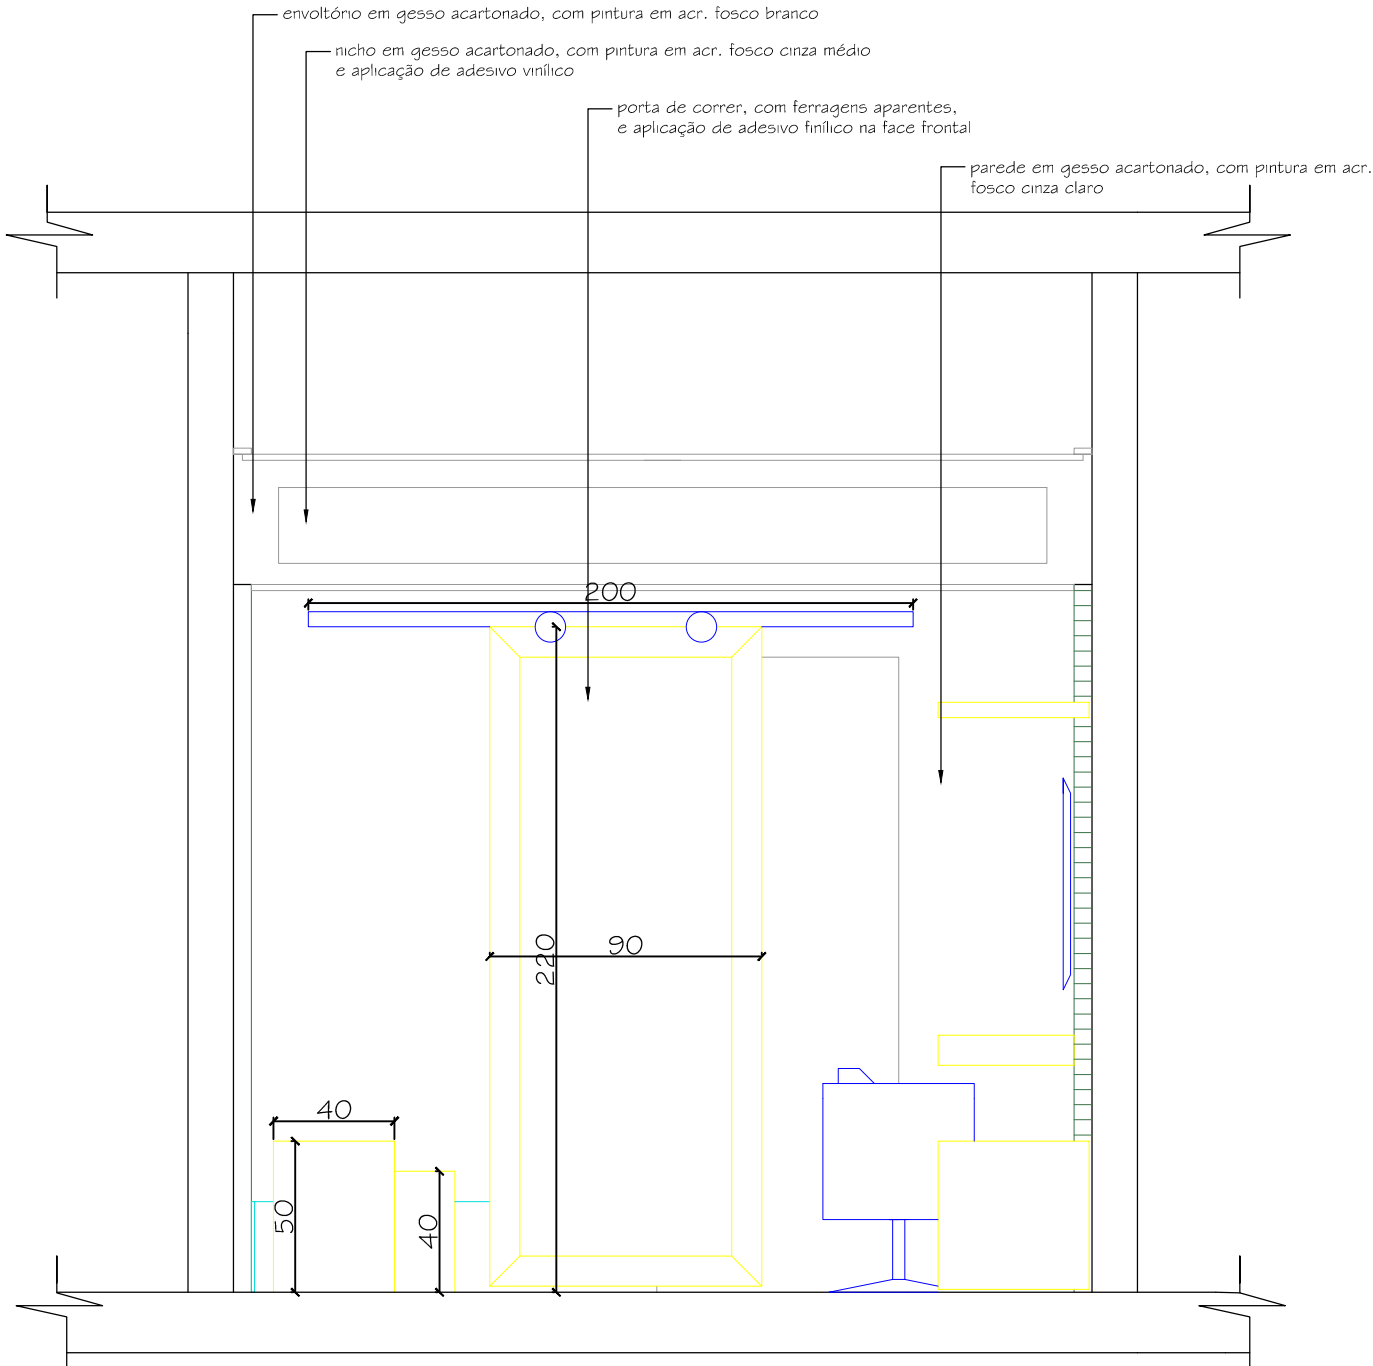 envoltório em gesso acartonado, com pintura em acr. fosco branco
nicho em gesso acartonado, com pintura em acr. fosco cinza médio
e aplicação de adesivo vinílico
porta de correr, com ferragens aparentes,
e aplicação de adesivo finílico na face frontal
parede em gesso acartonado, com pintura em acr.
fosco cinza claro
200
220
90
40
50
40